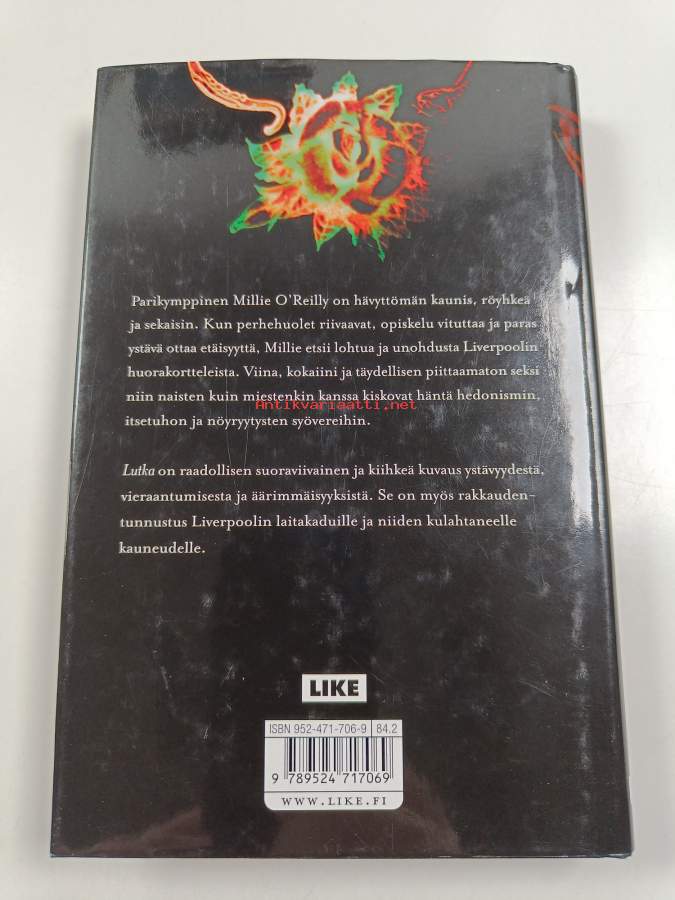 Parikymppinen Millie O'Reilly on hävyttömän kaunis, röyhkeä
ja sekaisin. Kun perhehuolet riivaavat, opiskelu vituttaa ja paras
ystävä ottaa etäisyyttä, Millie etsii lohtua ja unohdusta Liverpoolin
huorakortteleista. Viina, kokaiini ja täydellisen piittaamaton seksi
niin naisten kuin miestenkin kanssa kiskovat häntä hedonismin,
Antikvariaatti.net
itsetuhon ja nöyryytysten syövereihin.
Lutka on raadollisen suoraviivainen ja kiihkeä kuvaus ystävyydestä,
vieraantumisesta ja äärimmäisyyksistä. Se on myös rakkauden-
tunnustus Liverpoolin laitakaduille ja niiden kulahtaneelle
kauneudelle.
LIKE
ISBN 952-471-706-9 84.2
9 789524 717069
WWW.LIKE.FI